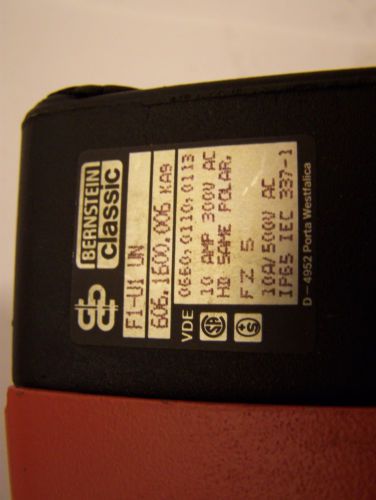 BERNSTEIN
classic
F1-U1 UN
606.1600.006 KA9
VDE 0660,0110,0113
10 AMP 300V AC
HD SAME POLAR.
FZ 5
10A/500V AC
IP65 IEC 337-1
D-4952 Porta Westfalica